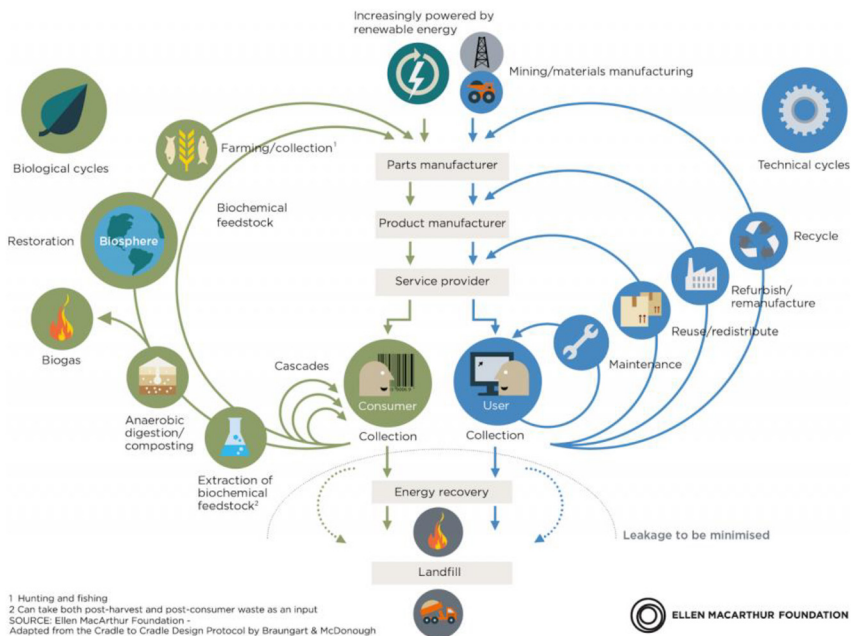 Increasingly powered by
renewable energy
Mining/materials manufacturing
Biological cycles
Farming/collection¹
Parts manufacturer
Technical cycles
Biochemical
feedstock
Product manufacturer
Restoration
Biosphere
Recycle
Service provider
Refurbish/
remanufacture
Reuse/redistribute
Biogas
Cascades
Maintenance
Consumer
User
Anaerobic
digestion/
composting
Collection
Collection
Extraction of
biochemical
feedstock²
Energy recovery
Leakage to be minimised
Landfill
1 Hunting and fishing
2 Can take both post-harvest and post-consumer waste as an input
SOURCE: Ellen MacArthur Foundation -
Adapted from the Cradle to Cradle Design Protocol by Braungart & McDonough
ELLEN MACARTHUR FOUNDATION